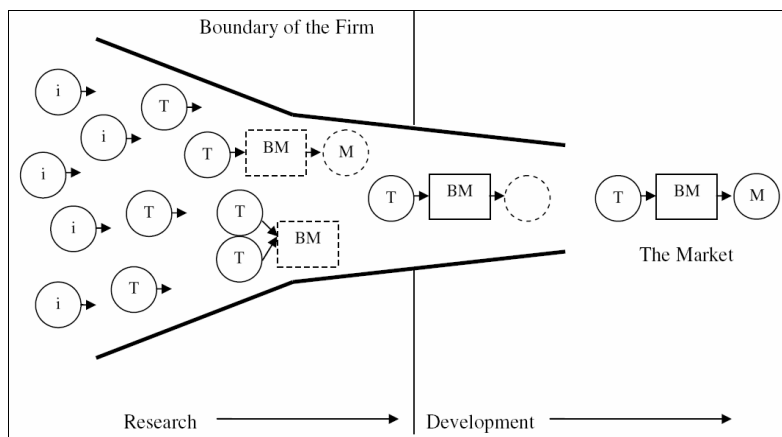 Boundary of the Firm
i
T
i
T
BM
M
i
T
BM
T
BM
M
T
T
i
T
BM
The Market
T
i
Research
Development